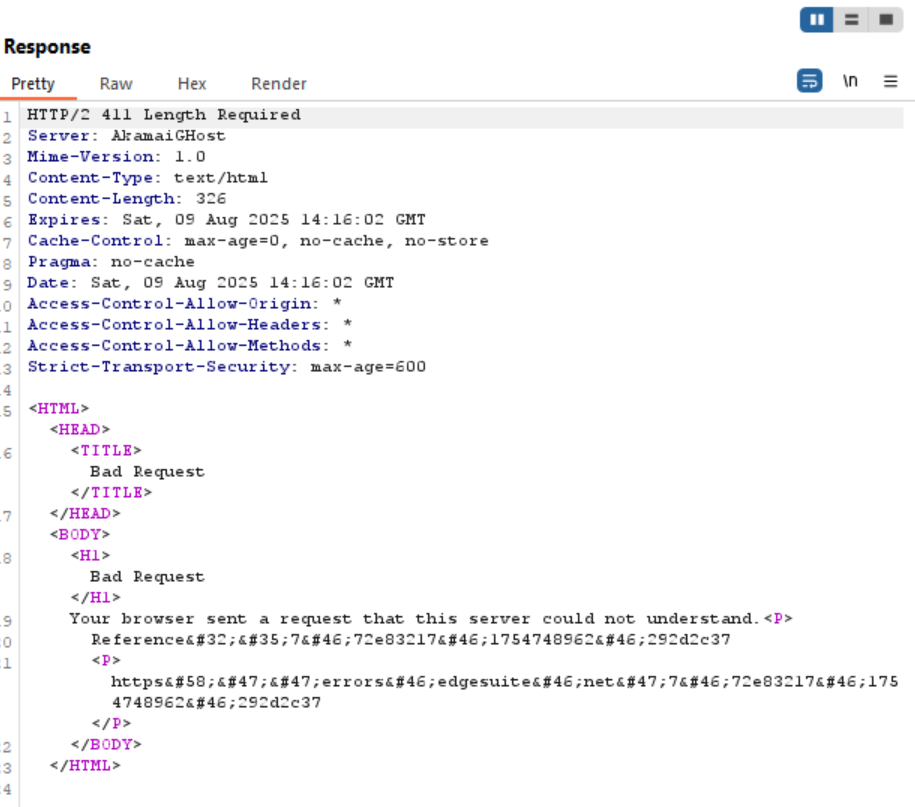 Response
Pretty Raw Hex Render \n
1 HTTP/2 411 Length Required
2 Server: AkamaiGHost
3 Mime-Version: 1.0
4 Content-Type: text/html
5 Content-Length: 326
6 Expires: Sat, 09 Aug 2025 14:16:02 GMT
7 Cache-Control: max-age=0, no-cache, no-store
8 Pragma: no-cache
9 Date: Sat, 09 Aug 2025 14:16:02 GMT
0 Access-Control-Allow-Origin: *
1 Access-Control-Allow-Headers: *
2 Access-Control-Allow-Methods: *
3 Strict-Transport-Security: max-age=600
4
5 <HTML>
<HEAD>
6 <TITLE>
Bad Request
</TITLE>
7 </HEAD>
<BODY>
8 <H1>
Bad Request
</H1>
9 Your browser sent a request that this server could not understand.<P>
0 Reference&#32;&#35;7&#46;72e83217&#46;1754748962&#46;292d2c37
1 <P>
https&#58;&#47;&#47;errors&#46;edgesuite&#46;net&#47;7&#46;72e83217&#46;175
4748962&#46;292d2c37
</P>
2 </BODY>
3 </HTML>
4